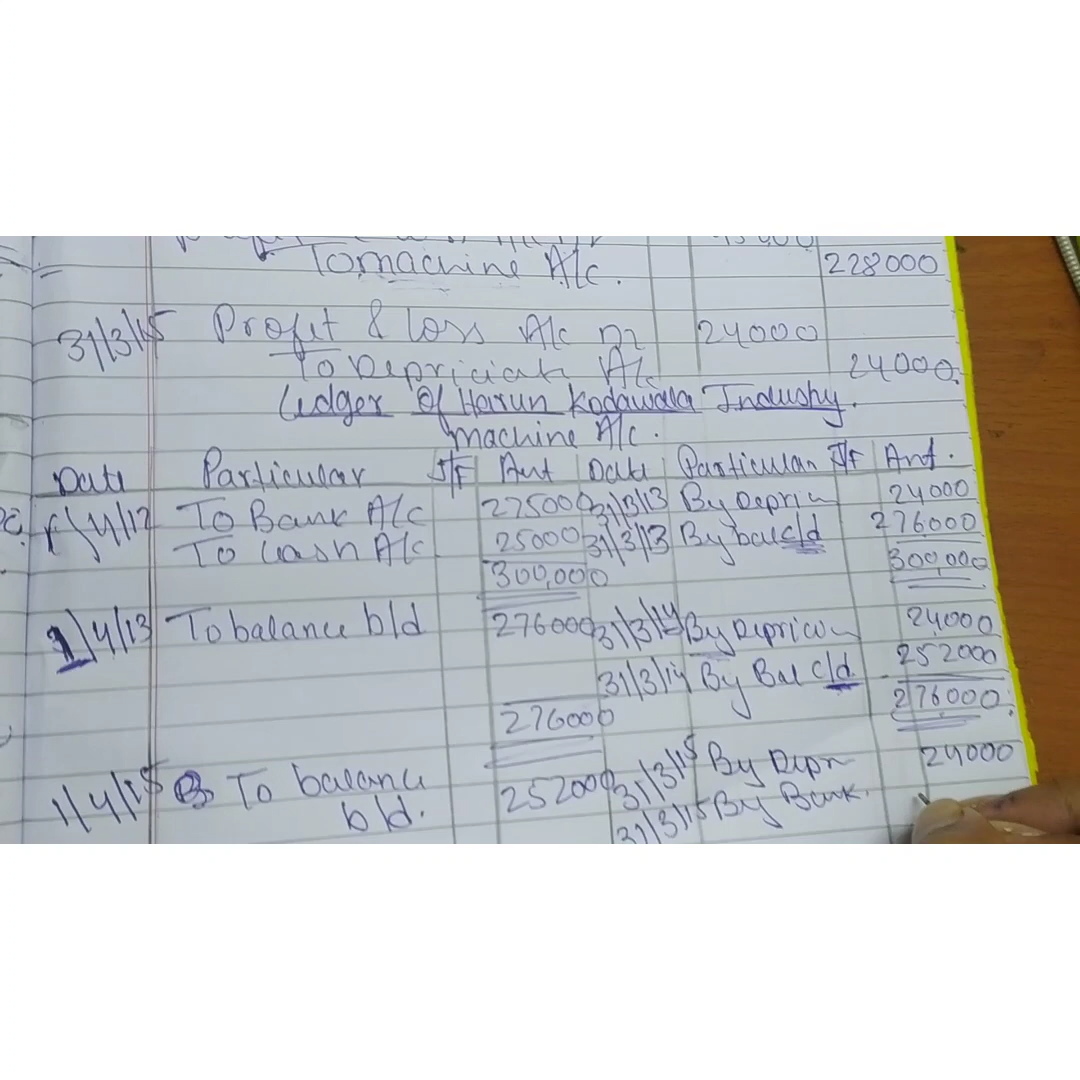 To machine A/c.
228000
31/3/15 Profit & Loss A/c Dr 24000
To Depriciati A/c 24000
Ledger Of Harun Kodawala Industry.
machine A/c.
Date Particular J/F Amt Date Particular J/F Amt.
1/4/12 To Bank A/c 275000 31/3/13 By Depri 24000
To Cash A/c 25000 31/3/13 By bal c/d 276000
300,000 300,000
1/4/13 To balance b/d 276000 31/3/14 By Deprico 24000
31/3/14 By Bal c/d 252000
276000 276000
1/4/15 To balance 252000 31/3/15 By Depr 24000
b/d. 31/3/15 By Bank.